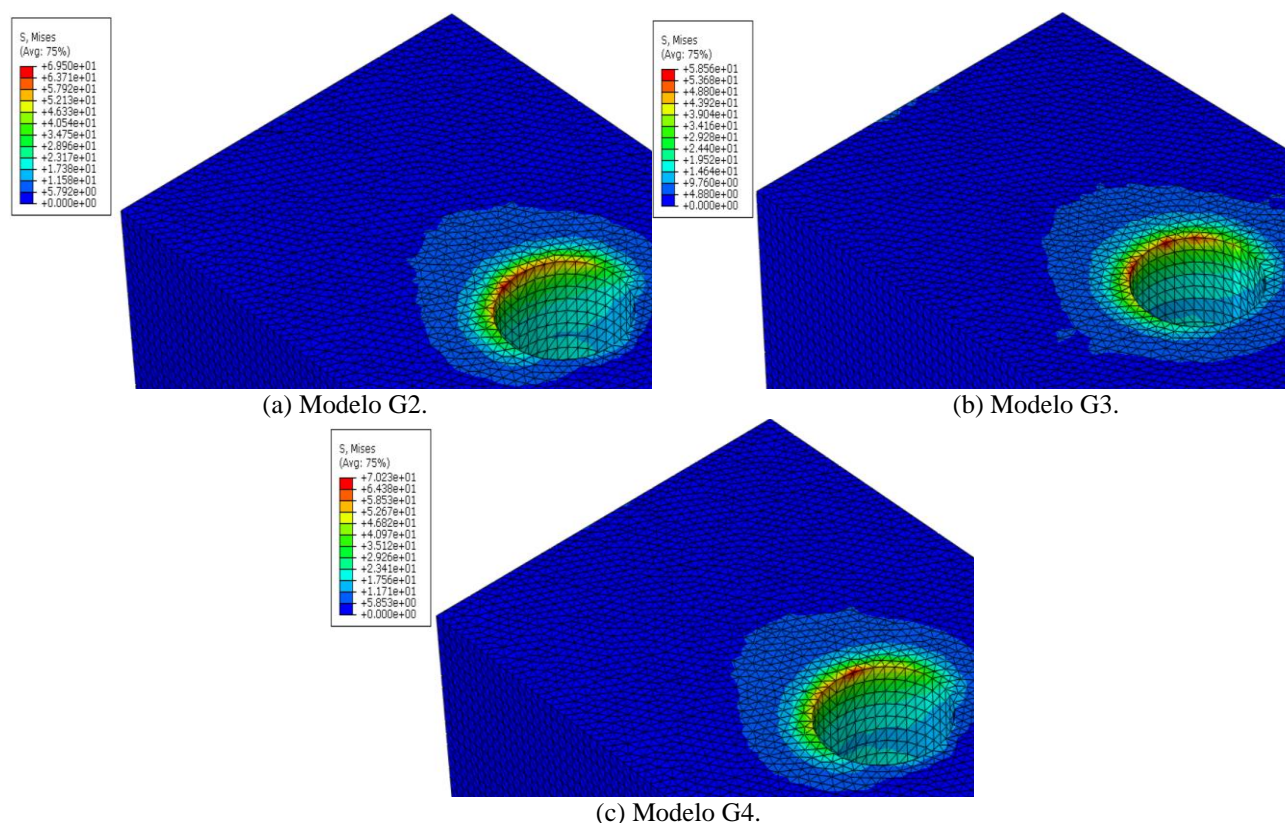 S, Mises
(Avg: 75%)
+6.950e+01
+6.371e+01
+5.792e+01
+5.213e+01
+4.633e+01
+4.054e+01
+3.475e+01
+2.896e+01
+2.317e+01
+1.738e+01
+1.158e+01
+5.792e+00
+0.000e+00
S, Mises
(Avg: 75%)
+5.856e+01
+5.368e+01
+4.880e+01
+4.392e+01
+3.904e+01
+3.416e+01
+2.928e+01
+2.440e+01
+1.952e+01
+1.464e+01
+9.760e+00
+4.880e+00
+0.000e+00
(a) Modelo G2.
(b) Modelo G3.
S, Mises
(Avg: 75%)
+7.023e+01
+6.438e+01
+5.853e+01
+5.267e+01
+4.682e+01
+4.097e+01
+3.512e+01
+2.926e+01
+2.341e+01
+1.756e+01
+1.171e+01
+5.853e+00
+0.000e+00
(c) Modelo G4.